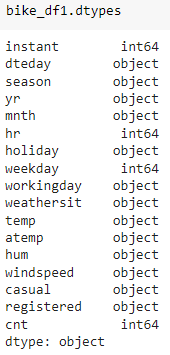 bike_df1.dtypes
instant int64
dteday object
season object
yr object
mnth object
hr int64
holiday object
weekday int64
workingday object
weathersit object
temp object
atemp object
hum object
windspeed object
casual object
registered object
cnt int64
dtype: object